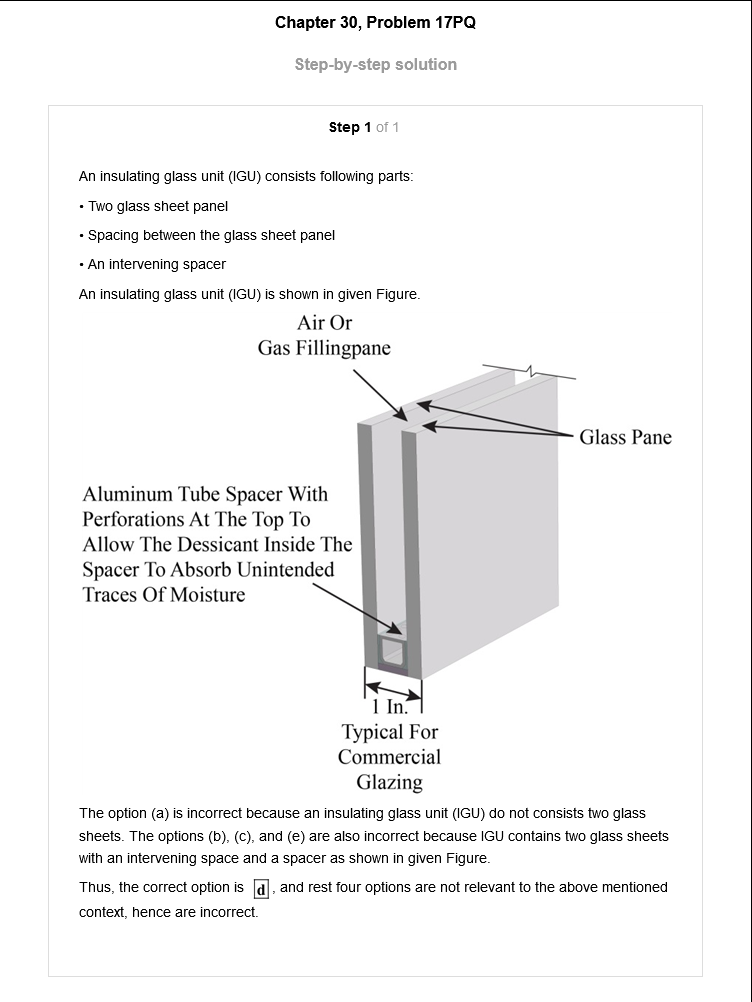 Chapter 30, Problem 17PQ
Step-by-step solution
Step 1 of 1
An insulating glass unit (IGU) consists following parts:
• Two glass sheet panel
• Spacing between the glass sheet panel
• An intervening spacer
An insulating glass unit (IGU) is shown in given Figure.
Air Or
Gas Fillingpane
Glass Pane
Aluminum Tube Spacer With
Perforations At The Top To
Allow The Dessicant Inside The
Spacer To Absorb Unintended
Traces Of Moisture
1 In.
Typical For
Commercial
Glazing
The option (a) is incorrect because an insulating glass unit (IGU) do not consists two glass
sheets. The options (b), (c), and (e) are also incorrect because IGU contains two glass sheets
with an intervening space and a spacer as shown in given Figure.
Thus, the correct option is d, and rest four options are not relevant to the above mentioned
context, hence are incorrect.